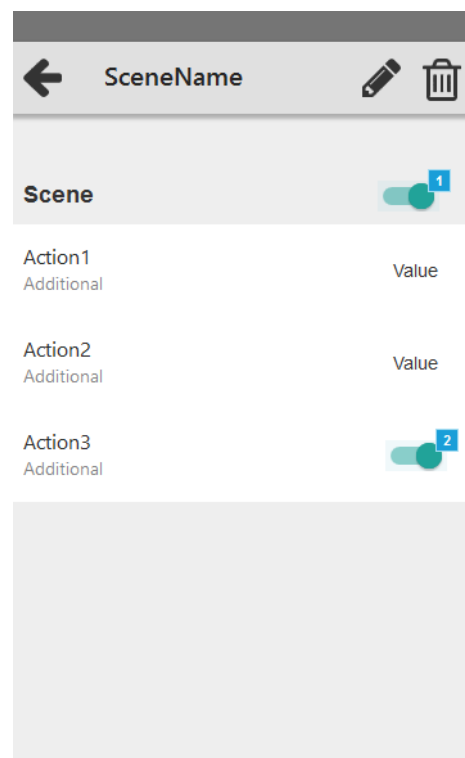 SceneName
Scene
1
Action1
Additional
Value
Action2
Additional
Value
Action3
Additional
2